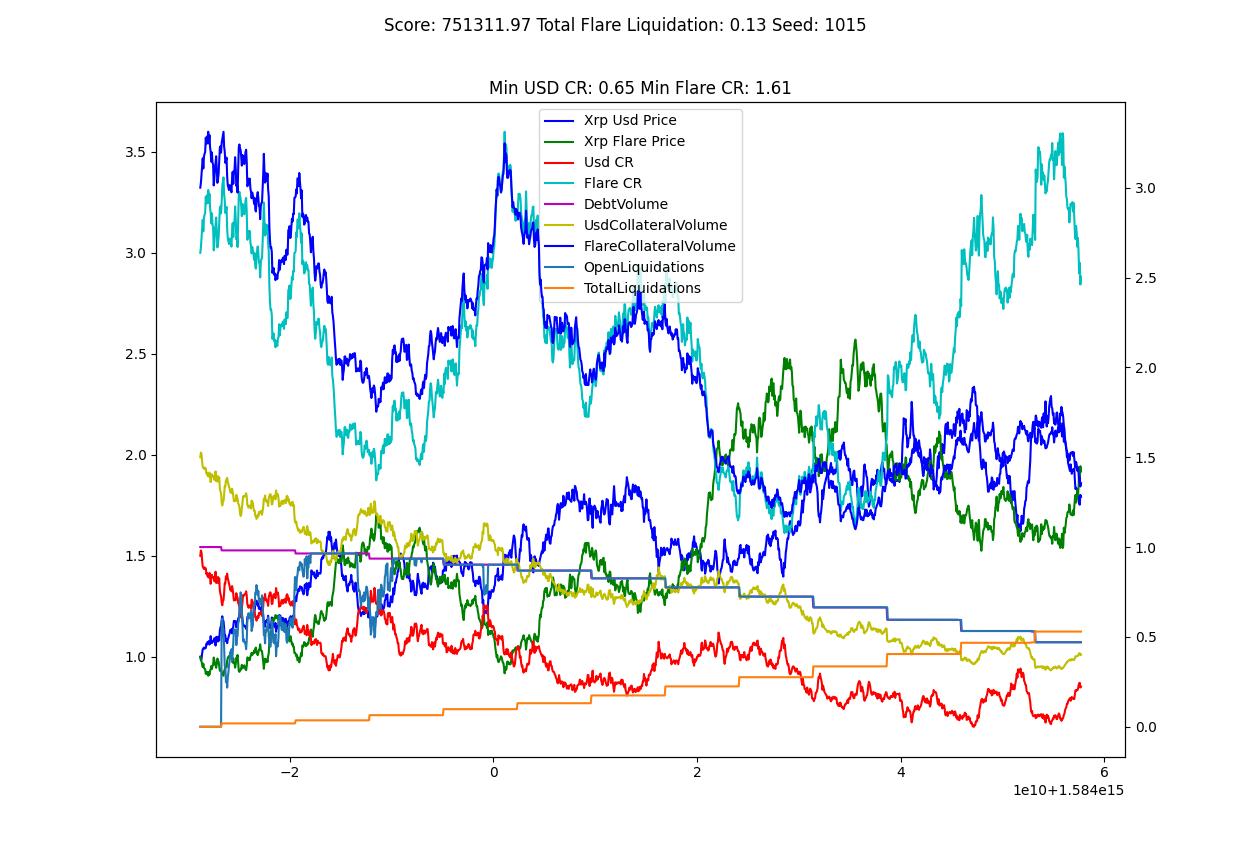 Score: 751311.97 Total Flare Liquidation: 0.13 Seed: 1015
Min USD CR: 0.65 Min Flare CR: 1.61
Xrp Usd Price
Xrp Flare Price
Usd CR
Flare CR
DebtVolume
UsdCollateralVolume
FlareCollateralVolume
OpenLiquidations
TotalLiquidations
3.5
3.0
2.5
2.0
1.5
1.0
3.0
2.5
2.0
1.5
1.0
0.5
0.0
−2
0
2
4
6
1e10+1.584e15